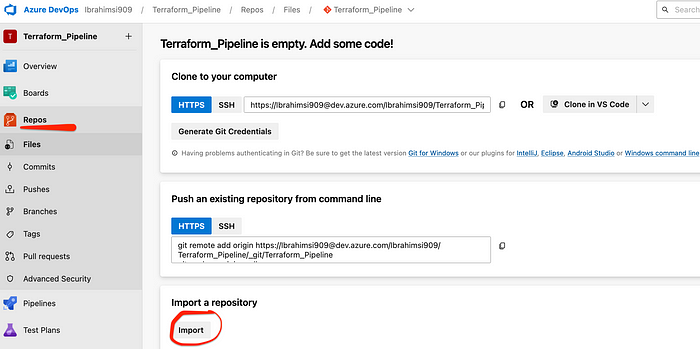 Azure DevOps Ibrahimsi909 / Terraform_Pipeline / Repos / Files / Terraform_Pipeline Search
T Terraform_Pipeline +
Overview
Boards
Repos
Files
Commits
Pushes
Branches
Tags
Pull requests
Advanced Security
Pipelines
Test Plans
Terraform_Pipeline is empty. Add some code!
Clone to your computer
HTTPS SSH https://Ibrahimsi909@dev.azure.com/Ibrahimsi909/Terraform_Pip OR Clone in VS Code
Generate Git Credentials
Having problems authenticating in Git? Be sure to get the latest version Git for Windows or our plugins for IntelliJ, Eclipse, Android Studio or Windows command line
Push an existing repository from command line
HTTPS SSH
git remote add origin https://Ibrahimsi909@dev.azure.com/Ibrahimsi909/
Terraform_Pipeline/_git/Terraform_Pipeline
Import a repository
Import